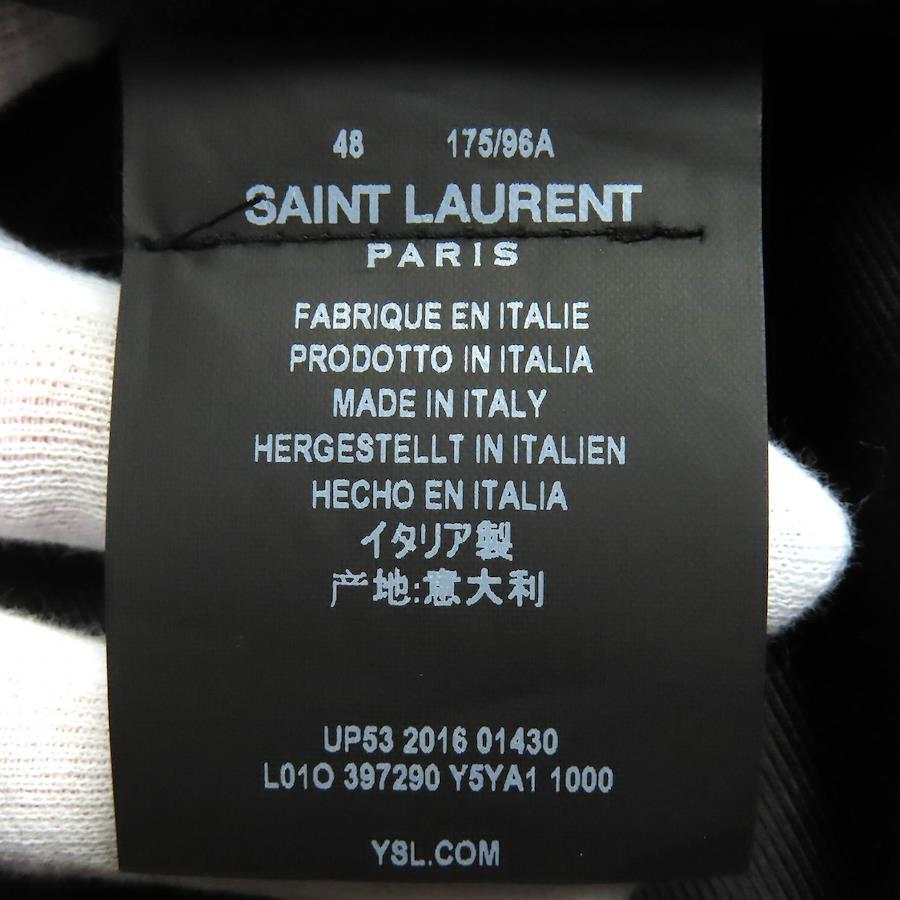 48 175/96A
SAINT LAURENT
PARIS
FABRIQUE EN ITALIE
PRODOTTO IN ITALIA
MADE IN ITALY
HERGESTELLT IN ITALIEN
HECHO EN ITALIA
イタリア製
产地:意大利
UP53 2016 01430
L01O 397290 Y5YA1 1000
YSL.COM